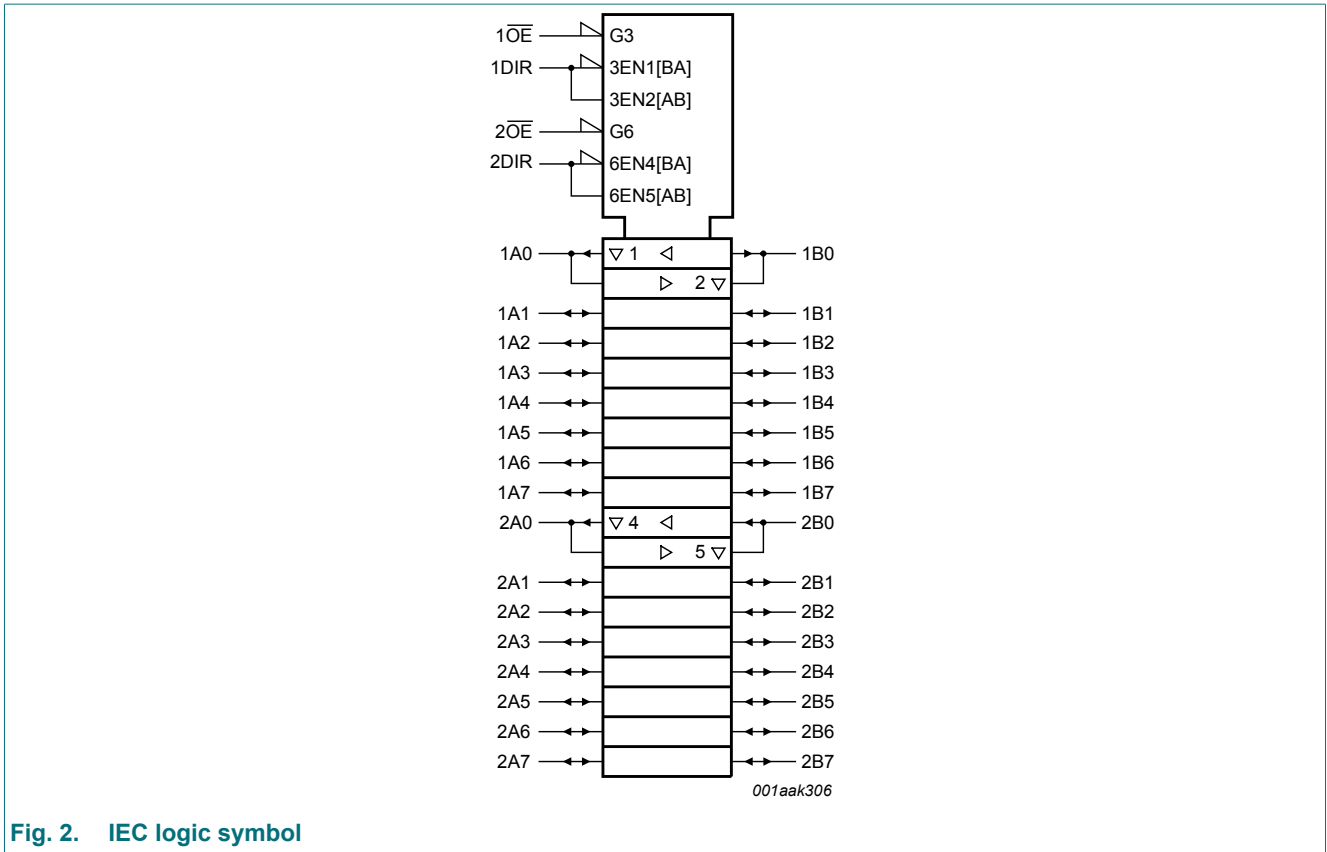 1O̅E̅ G3
1DIR 3EN1[BA]
3EN2[AB]
2O̅E̅ G6
2DIR 6EN4[BA]
6EN5[AB]
1A0 ▽ 1 ◁ 1B0
▷ 2 ▽
1A1 1B1
1A2 1B2
1A3 1B3
1A4 1B4
1A5 1B5
1A6 1B6
1A7 1B7
2A0 ▽ 4 ◁ 2B0
▷ 5 ▽
2A1 2B1
2A2 2B2
2A3 2B3
2A4 2B4
2A5 2B5
2A6 2B6
2A7 2B7
001aak306
Fig. 2. IEC logic symbol